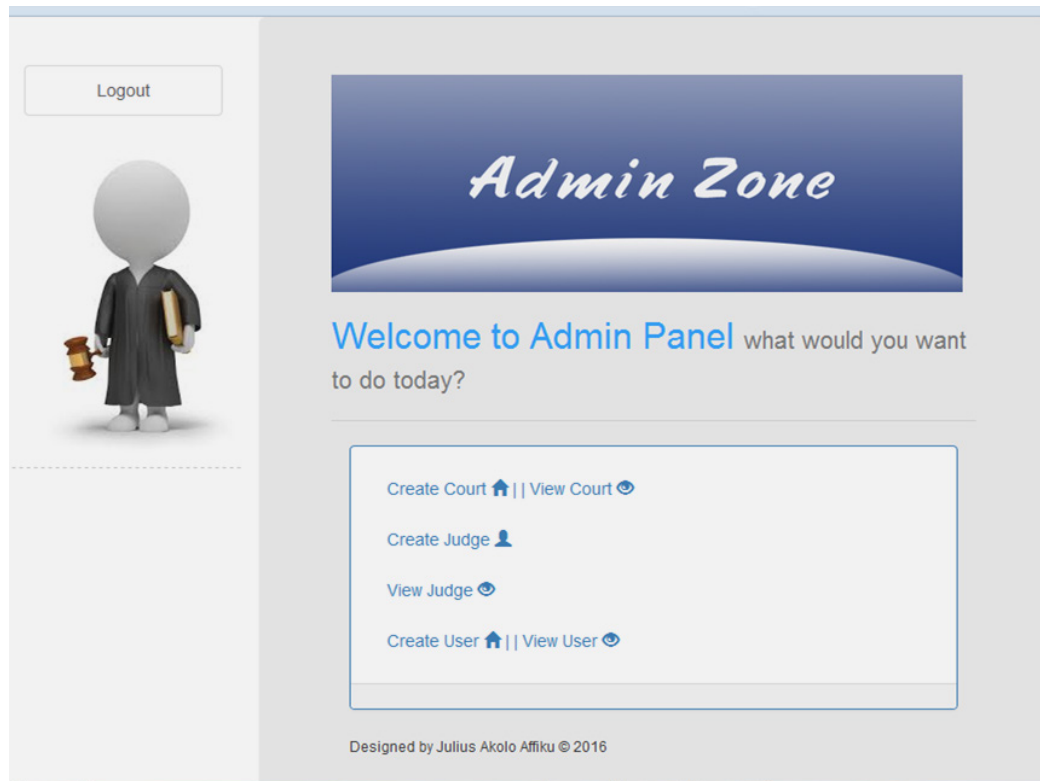 Logout
Admin Zone
Welcome to Admin Panel what would you want
to do today?
Create Court || View Court
Create Judge
View Judge
Create User || View User
Designed by Julius Akolo Affiku © 2016